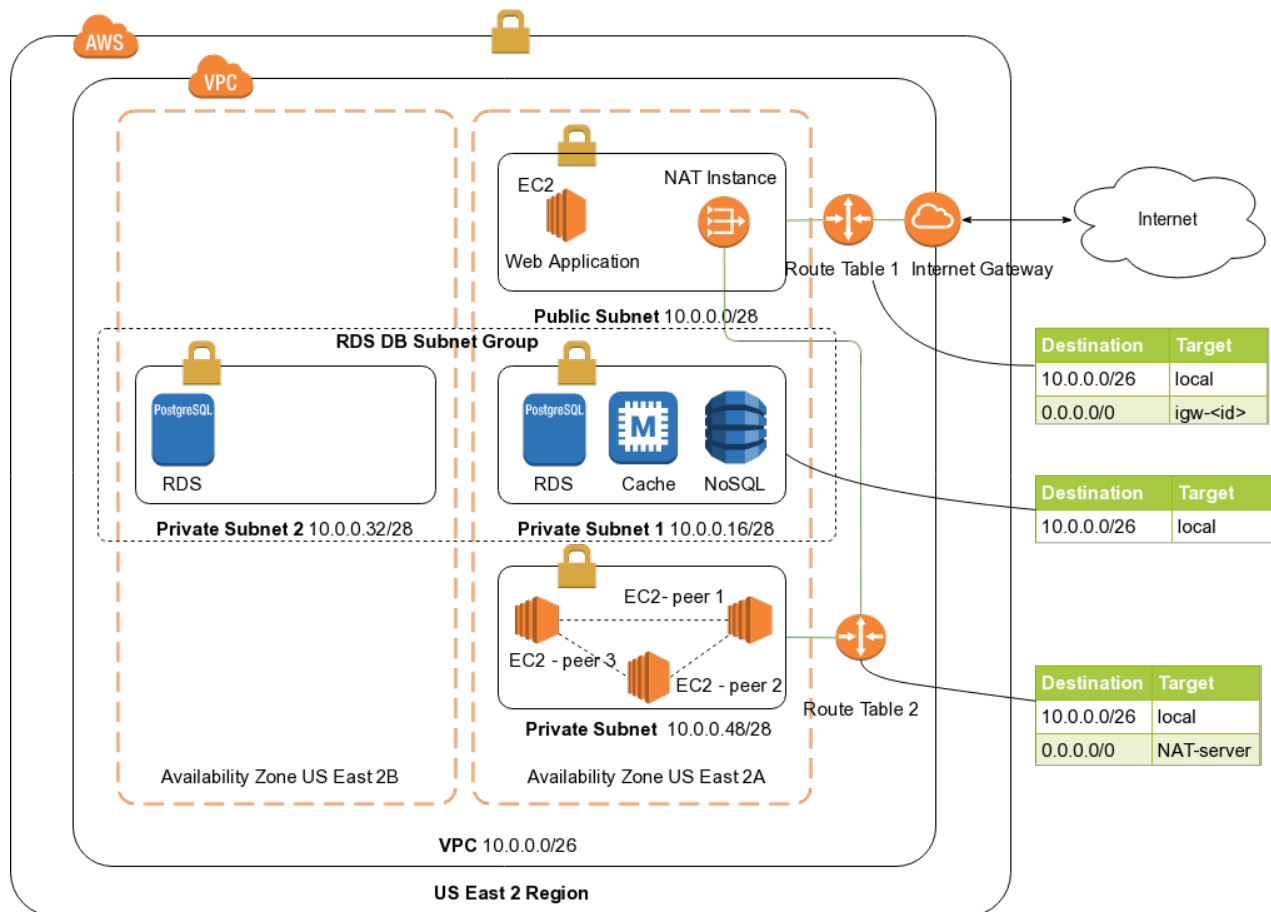 AWS
VPC
EC2
NAT Instance
Web Application
Public Subnet 10.0.0.0/28
Route Table 1
Internet Gateway
Internet
RDS DB Subnet Group
PostgreSQL
RDS
Private Subnet 2 10.0.0.32/28
PostgreSQL
RDS
M
Cache
NoSQL
Private Subnet 1 10.0.0.16/28
EC2- peer 1
EC2 - peer 3
EC2 - peer 2
Private Subnet 10.0.0.48/28
Route Table 2
Availability Zone US East 2B
Availability Zone US East 2A
VPC 10.0.0.0/26
US East 2 Region
Destination Target
10.0.0.0/26 local
0.0.0.0/0 igw-<id>
Destination Target
10.0.0.0/26 local
Destination Target
10.0.0.0/26 local
0.0.0.0/0 NAT-server